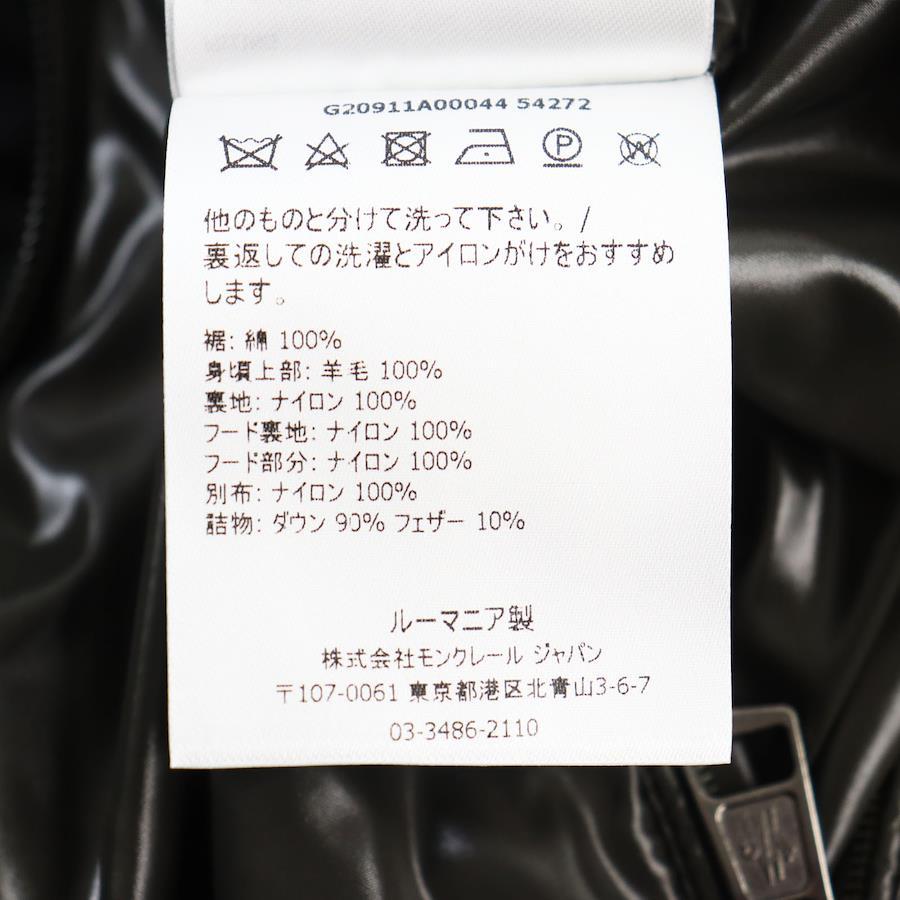 G20911A00044 54272
P
W
他のものと分けて洗って下さい。/
裏返しての洗濯とアイロンがけをおすすめ
します。
裾: 綿 100%
身頃上部: 羊毛 100%
裏地: ナイロン 100%
フード裏地: ナイロン 100%
フード部分: ナイロン 100%
別布: ナイロン 100%
詰物: ダウン 90% フェザー 10%
ルーマニア製
株式会社モンクレール ジャパン
〒107-0061 東京都港区北青山3-6-7
03-3486-2110